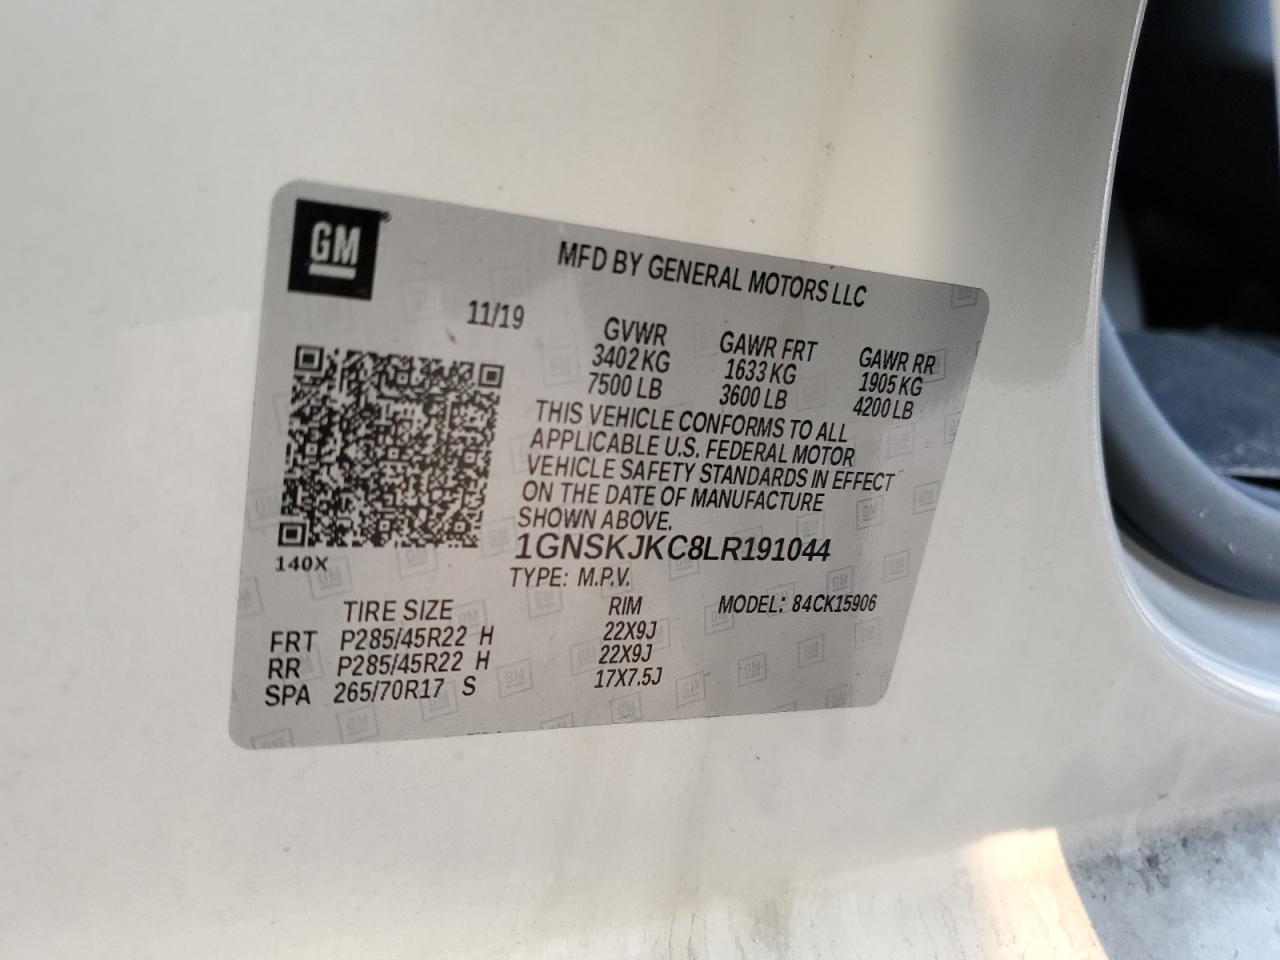 GM
MFD BY GENERAL MOTORS LLC
11/19
GVWR GAWR FRT GAWR RR
3402 KG 1633 KG 1905 KG
7500 LB 3600 LB 4200 LB
THIS VEHICLE CONFORMS TO ALL
APPLICABLE U.S. FEDERAL MOTOR
VEHICLE SAFETY STANDARDS IN EFFECT
ON THE DATE OF MANUFACTURE
SHOWN ABOVE.
140X
1GNSKJKC8LR191044
TYPE: M.P.V. MODEL: 84CK15906
TIRE SIZE RIM
FRT P285/45R22 H 22X9J
RR P285/45R22 H 22X9J
SPA 265/70R17 S 17X7.5J